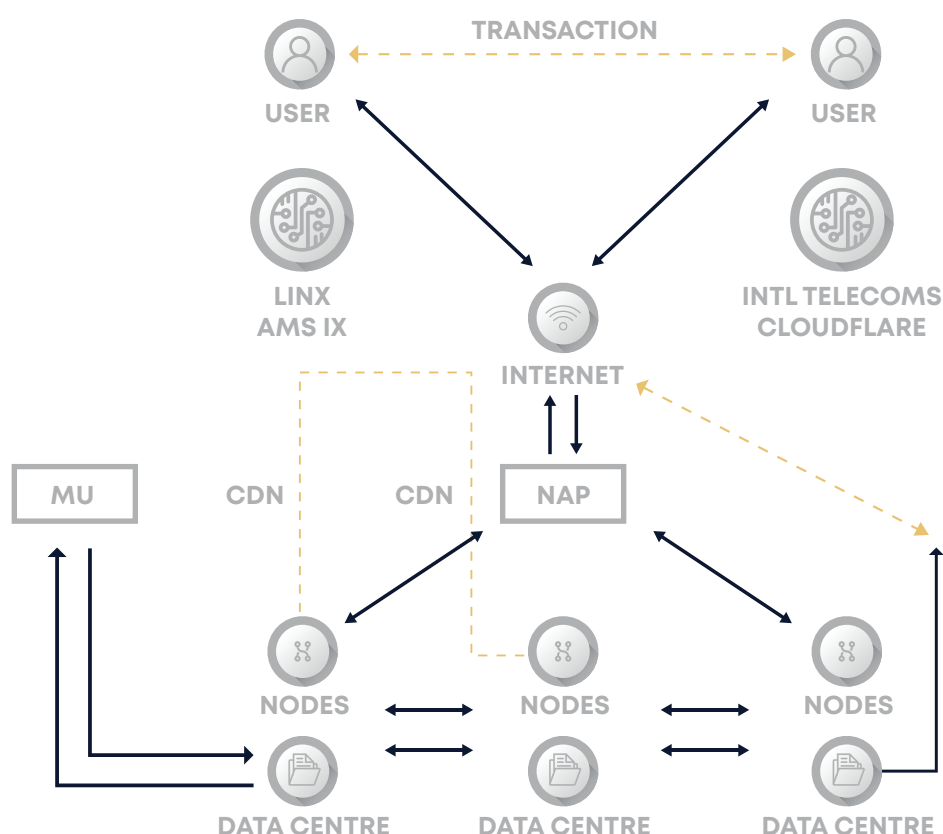 TRANSACTION
USER
USER
LINX
AMS IX
INTL TELECOMS
CLOUDFLARE
INTERNET
MU
CDN
CDN
NAP
NODES
NODES
NODES
DATA CENTRE
DATA CENTRE
DATA CENTRE